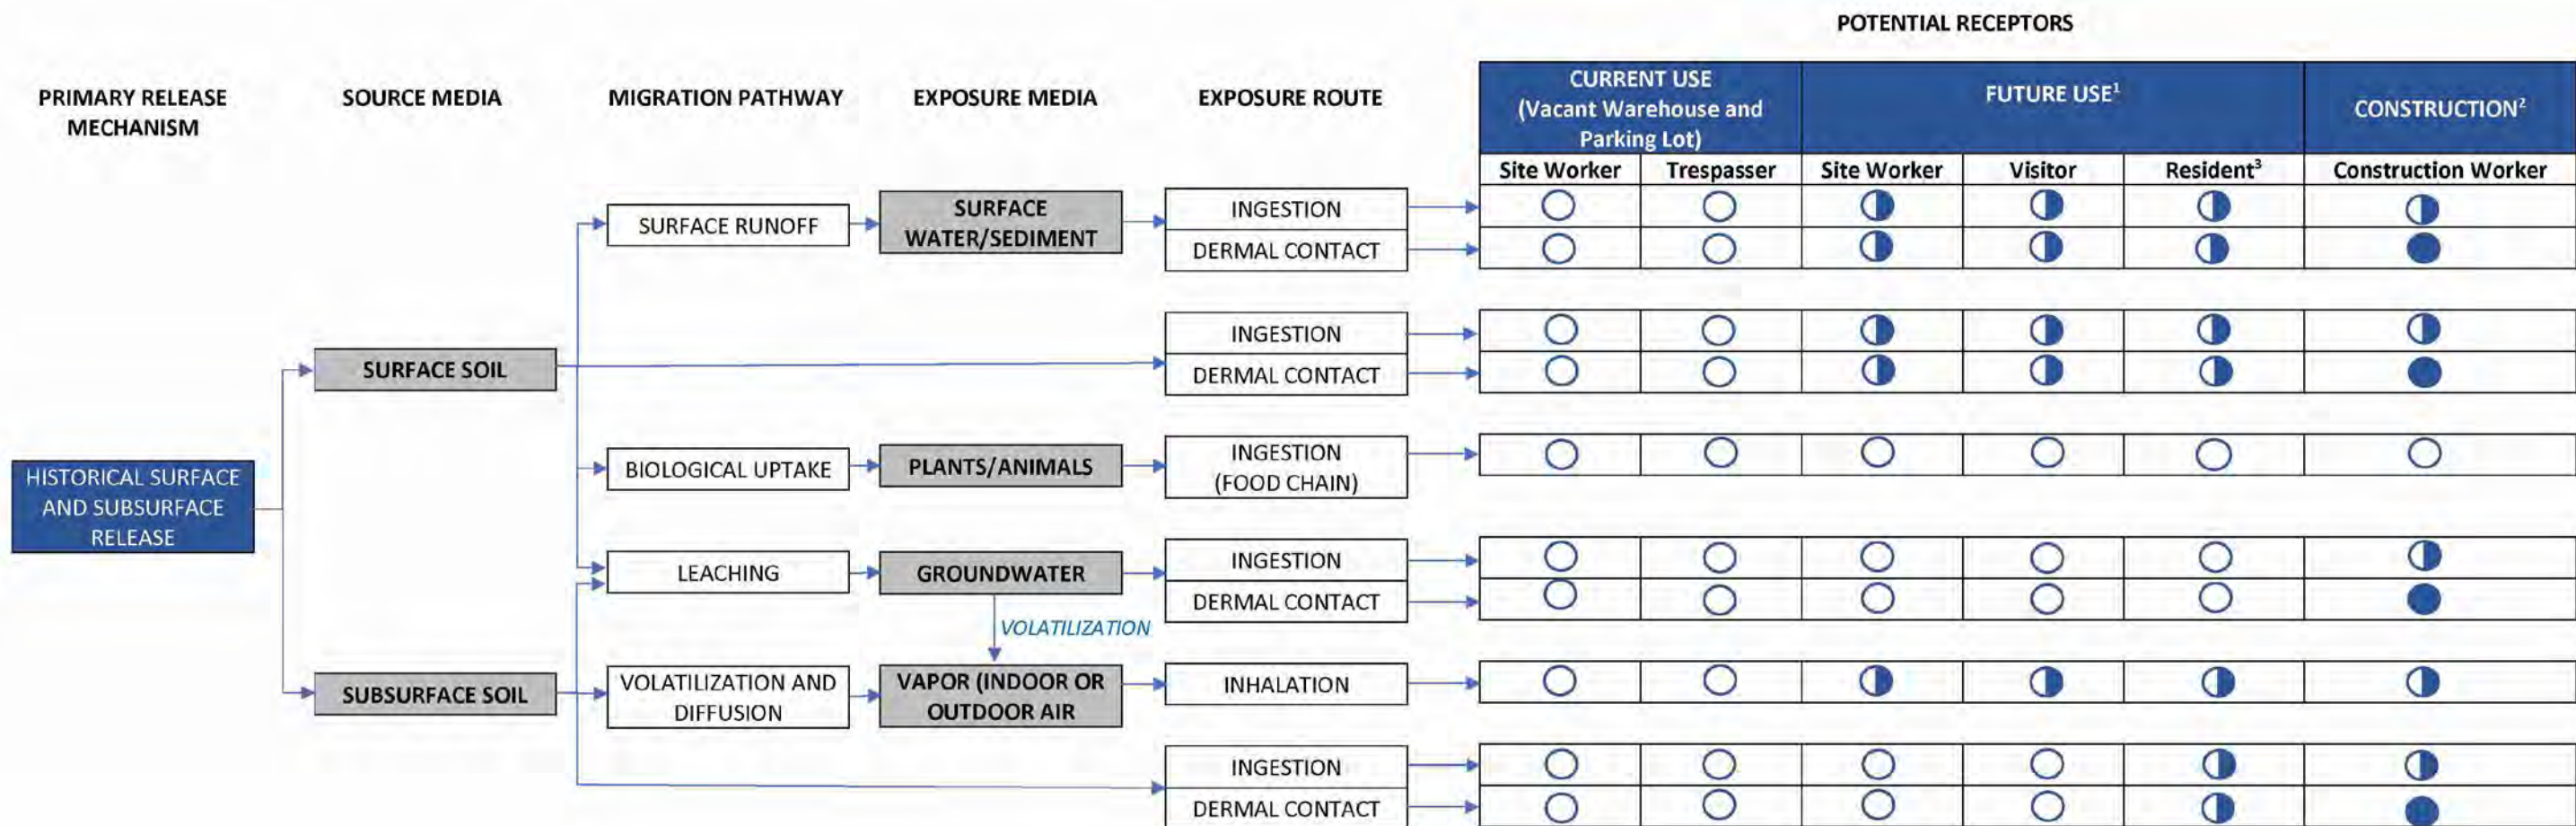 POTENTIAL RECEPTORS
PRIMARY RELEASE
MECHANISM
SOURCE MEDIA
MIGRATION PATHWAY
EXPOSURE MEDIA
EXPOSURE ROUTE
CURRENT USE
(Vacant Warehouse and
Parking Lot)
FUTURE USE¹
CONSTRUCTION²
Site Worker
Trespasser
Site Worker
Visitor
Resident³
Construction Worker
SURFACE RUNOFF
SURFACE
WATER/SEDIMENT
INGESTION
DERMAL CONTACT
SURFACE SOIL
INGESTION
DERMAL CONTACT
HISTORICAL SURFACE
AND SUBSURFACE
RELEASE
BIOLOGICAL UPTAKE
PLANTS/ANIMALS
INGESTION
(FOOD CHAIN)
LEACHING
GROUNDWATER
INGESTION
DERMAL CONTACT
VOLATILIZATION
SUBSURFACE SOIL
VOLATILIZATION AND
DIFFUSION
VAPOR (INDOOR OR
OUTDOOR AIR
INHALATION
INGESTION
DERMAL CONTACT